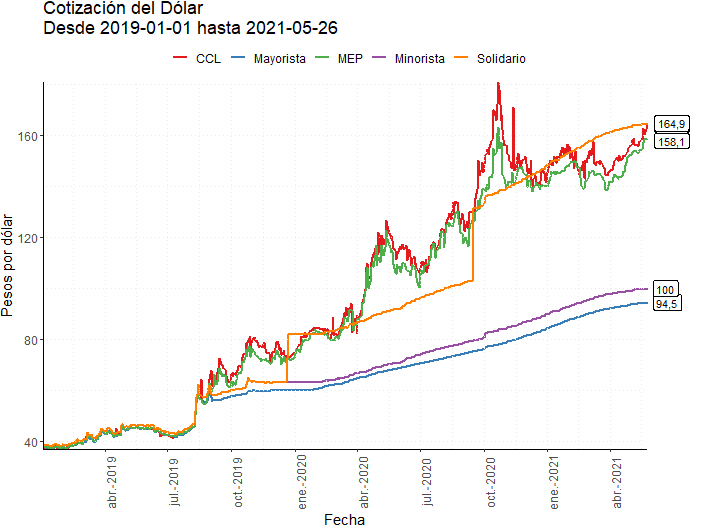 Cotización del Dólar
Desde 2019-01-01 hasta 2021-05-26
CCL Mayorista MEP Minorista Solidario
Pesos por dólar
160
120
80
40
164,9
158,1
100
94,5
abr.-2019 jul.-2019 oct.-2019 ene.-2020 abr.-2020 jul.-2020 oct.-2020 ene.-2021 abr.-2021
Fecha